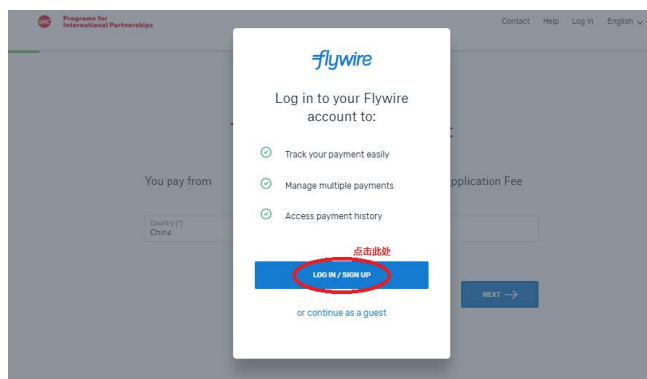 UIC
Programs for
International Partnerships
Contact Help Log in English
flywire
Log in to your Flywire
account to:
Track your payment easily
You pay from
Manage multiple payments
pplication Fee
Access payment history
Country (*)
China
点击此处
LOG IN / SIGN UP
NEXT →
or continue as a guest